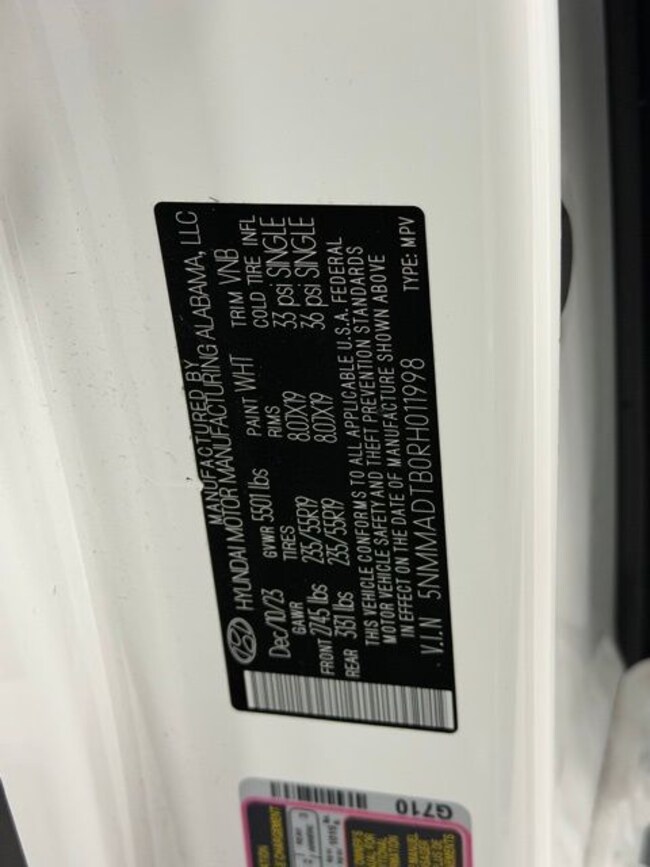 MANUFACTURED BY
HYUNDAI MOTOR MANUFACTURING ALABAMA, LLC
Dec/10/23 GVWR 5501 lbs PAINT WHT TRIM VNB
GAWR TIRES RIMS COLD TIRE INFL
FRONT 2745 lbs 235/55R19 8.0JX19 33 psi SINGLE
REAR 3131 lbs 235/55R19 8.0JX19 36 psi SINGLE
THIS VEHICLE CONFORMS TO ALL APPLICABLE U.S.A. FEDERAL
MOTOR VEHICLE SAFETY AND THEFT PREVENTION STANDARDS
IN EFFECT ON THE DATE OF MANUFACTURE SHOWN ABOVE
V.I.N 5NMMADTB0RH011998 TYPE: MPV
G710